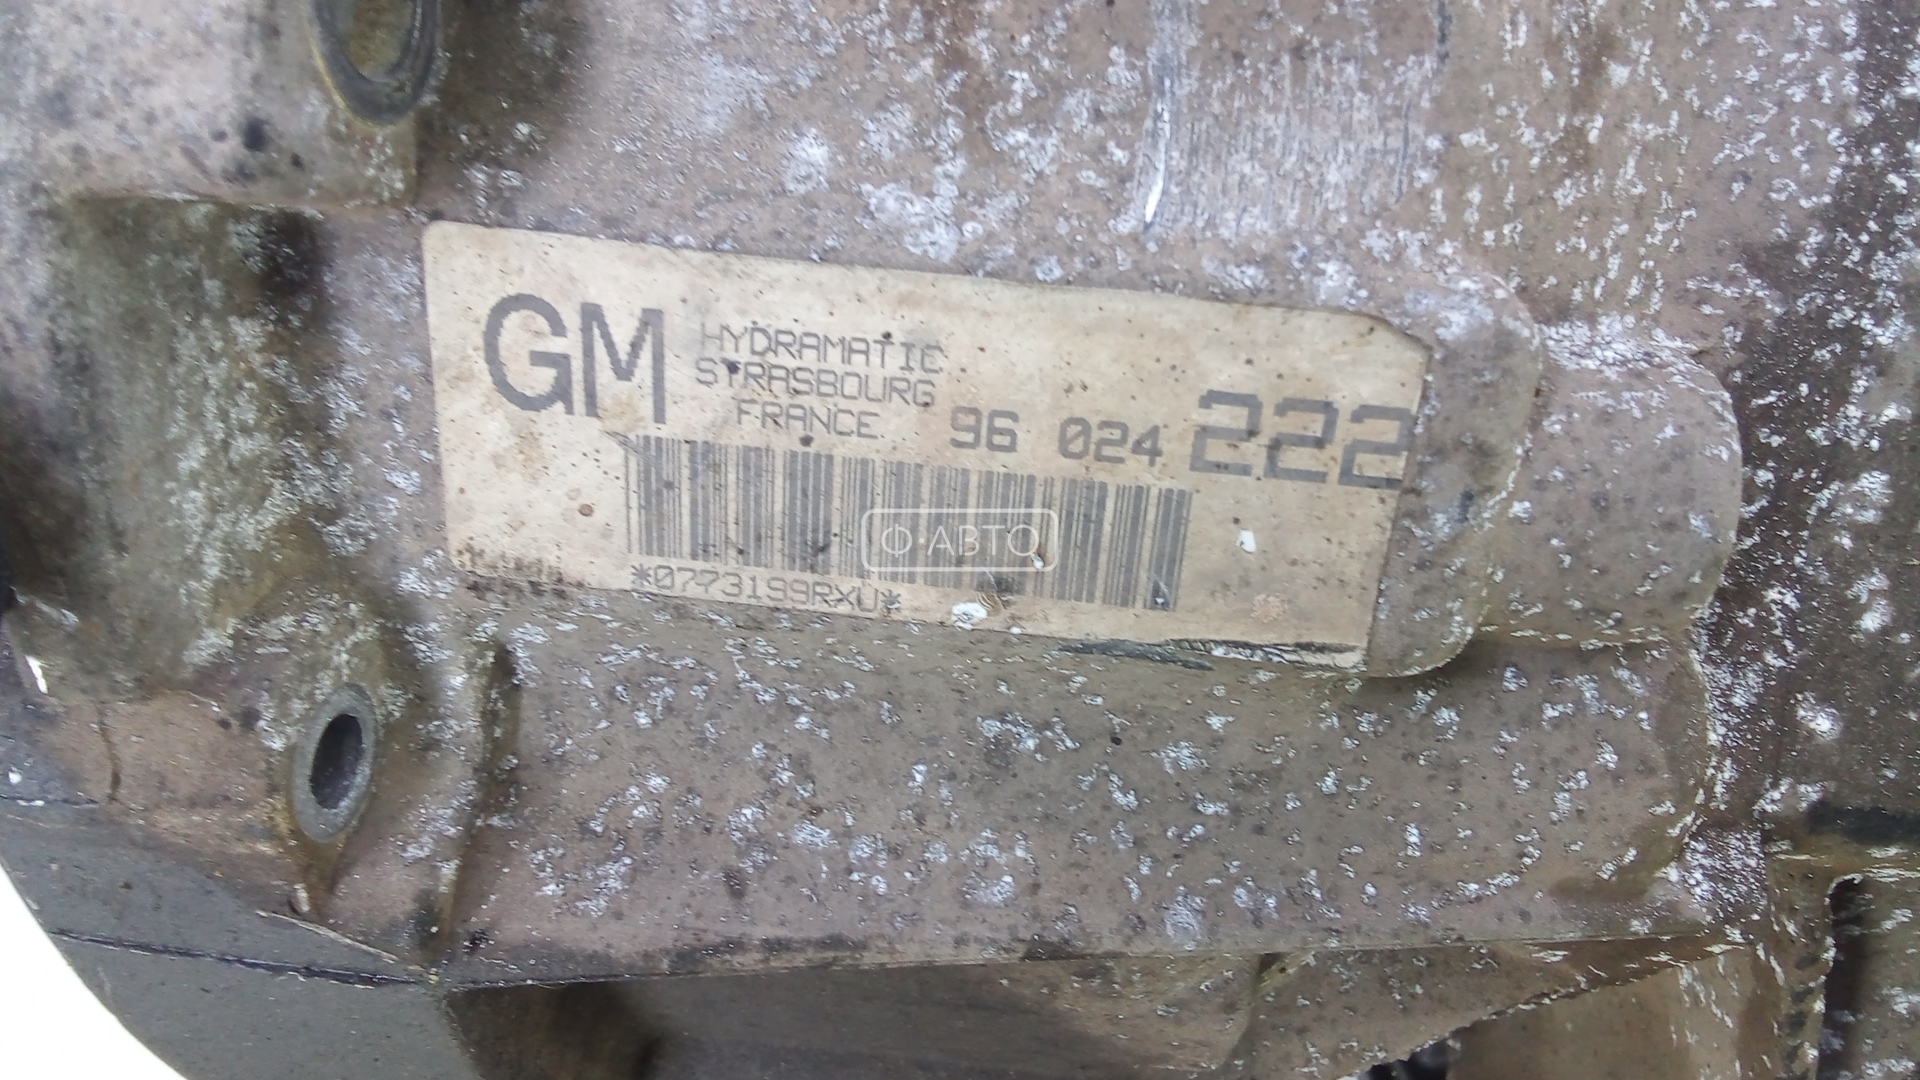 GM HYDRAMATIC
STRASBOURG
FRANCE 96 024 222
Ф·АВТО
*0773199RXU*